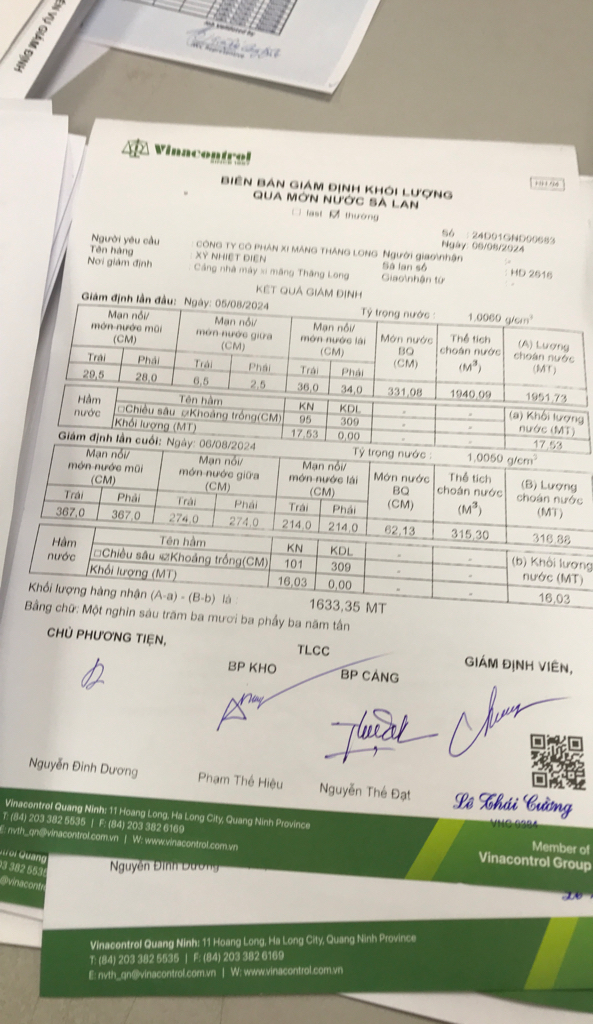 ÊN VỤ GIÁM ĐỊNH
Vinacontrol
SINCE 1957
BIÊN BẢN GIÁM ĐỊNH KHỐI LƯỢNG
QUA MỚN NƯỚC SÀ LAN
☐ last ☑ thường
Số : 24D01GND00683
Ngày: 06/08/2024
Người yêu cầu : CÔNG TY CỔ PHẦN XI MĂNG THĂNG LONG Người giao\nhận :-
Tên hàng : XỶ NHIỆT ĐIỆN Sà lan số : HD 2616
Nơi giám định : Cảng nhà máy xi măng Thăng Long Giao\nhận từ :-
KẾT QUẢ GIÁM ĐỊNH
Giám định lần đầu: Ngày: 05/08/2024 Tỷ trọng nước : 1,0060 g/cm³
Mạn nổi/ mớn nước mũi (CM) Mạn nổi/ mớn nước giữa (CM) Mạn nổi/ mớn nước lái (CM) Mớn nước BQ (CM) Thể tích choán nước (M³) (A) Lượng choán nước (MT)
Trái Phải Trái Phải Trái Phải
29,5 28,0 6,5 2,5 36,0 34,0 331,08 1940,09 1951,73
Hầm nước Tên hầm KN KDL - - (a) Khối lượng nước (MT)
☐Chiều sâu ☑Khoảng trống(CM) 95 309 - -
Khối lượng (MT) 17,53 0,00 - - 17,53
Giám định lần cuối: Ngày: 06/08/2024 Tỷ trọng nước : 1,0050 g/cm³
Mạn nổi/ mớn nước mũi (CM) Mạn nổi/ mớn nước giữa (CM) Mạn nổi/ mớn nước lái (CM) Mớn nước BQ (CM) Thể tích choán nước (M³) (B) Lượng choán nước (MT)
Trái Phải Trái Phải Trái Phải
367,0 367,0 274,0 274,0 214,0 214,0 62,13 315,30 316,88
Hầm nước Tên hầm KN KDL - - (b) Khối lượng nước (MT)
☐Chiều sâu ☑Khoảng trống(CM) 101 309 - -
Khối lượng (MT) 16,03 0,00 - - 16,03
Khối lượng hàng nhận (A-a) - (B-b) là : 1633,35 MT
Bằng chữ: Một nghìn sáu trăm ba mươi ba phẩy ba năm tấn
CHỦ PHƯƠNG TIỆN, TLCC GIÁM ĐỊNH VIÊN,
BP KHO BP CẢNG
Nguyễn Đình Dương Phạm Thế Hiệu Nguyễn Thế Đạt Lê Thái Cường
VNC 0384
Vinacontrol Quang Ninh: 11 Hoang Long, Ha Long City, Quang Ninh Province
T: (84) 203 382 5535 | F: (84) 203 382 6169
E: nvth_qn@vinacontrol.com.vn | W: www.vinacontrol.com.vn
Member of
Vinacontrol Group
Nguyễn Đình Dương
Vinacontrol Quang Ninh: 11 Hoang Long, Ha Long City, Quang Ninh Province
T: (84) 203 382 5535 | F: (84) 203 382 6169
E: nvth_qn@vinacontrol.com.vn | W: www.vinacontrol.com.vn